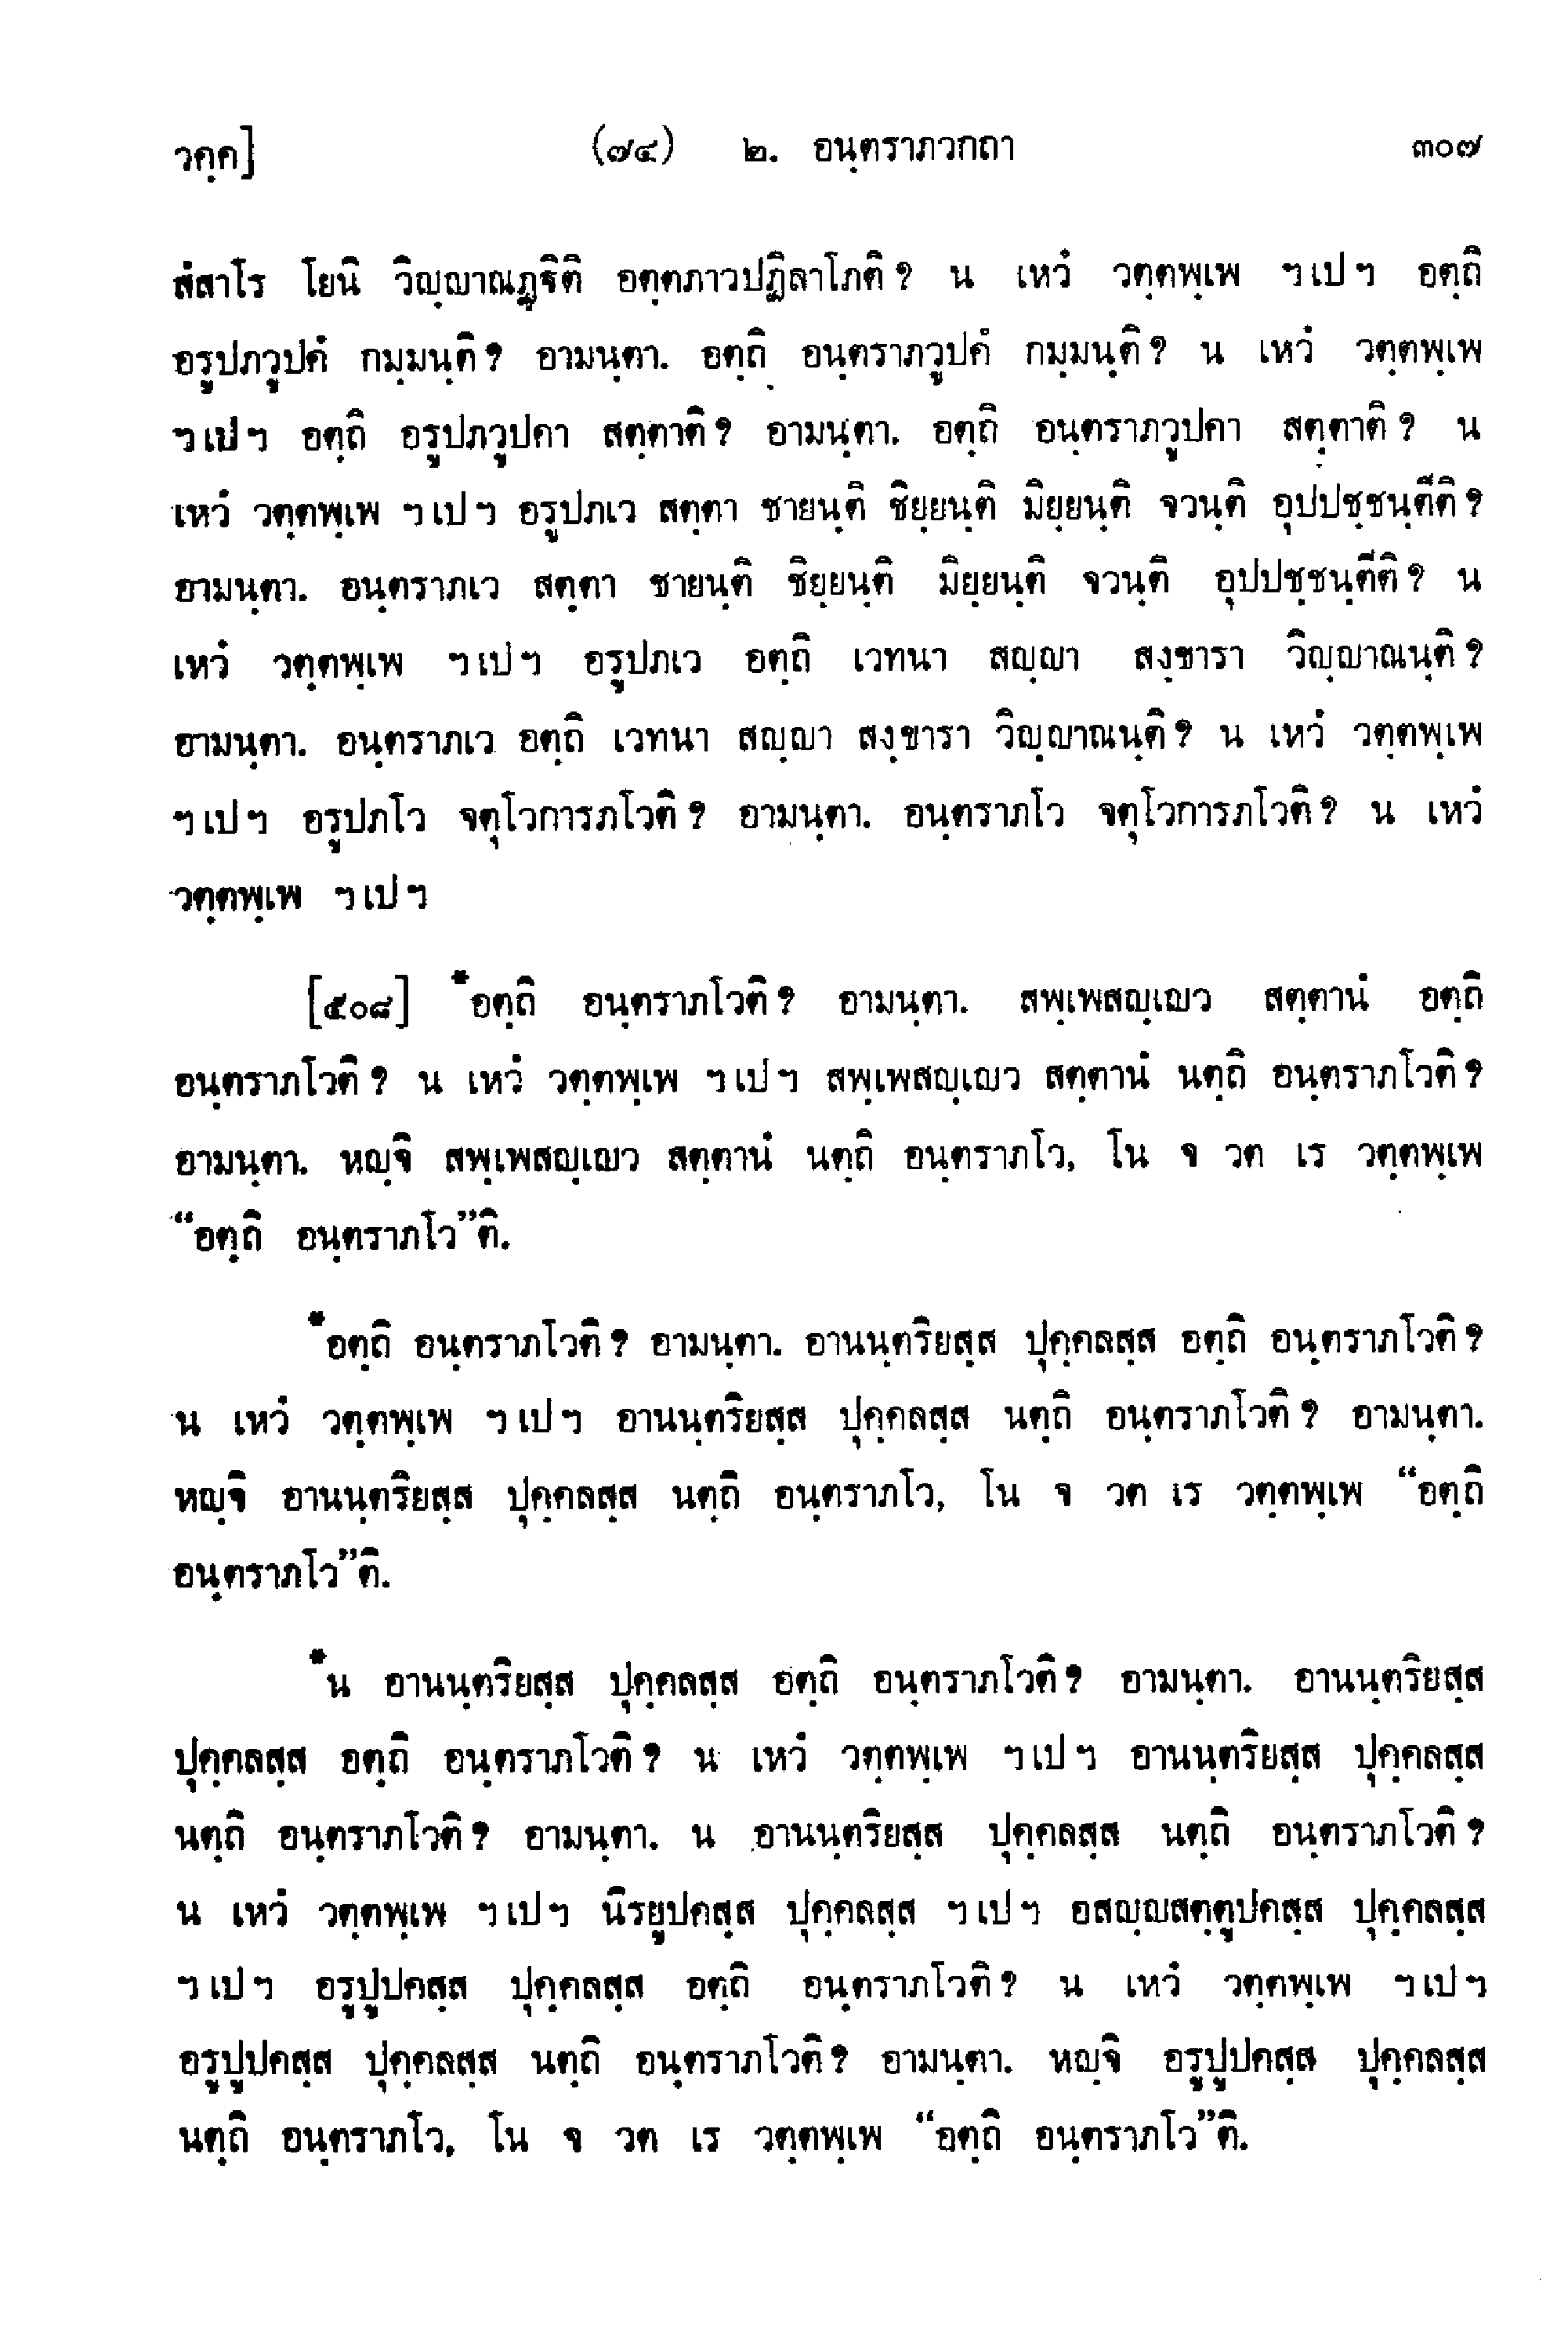 วคฺค] (๗๔) ๒. อนฺตราภวกถา ๓๐๗
สํสาโร โยนิ วิญฺญาณฏฺฐิติ อตฺตภาวปฏิลาโภติ? น เหวํ วตฺตพฺเพ ฯเปฯ อตฺถิ
อรูปภวูปคํ กมฺมนฺติ? อามนฺตา. อตฺถิ อนฺตราภวูปคํ กมฺมนฺติ? น เหวํ วตฺตพฺเพ
ฯเปฯ อตฺถิ อรูปภวูปคา สตฺตาติ? อามนฺตา. อตฺถิ อนฺตราภวูปคา สตฺตาติ? น
เหวํ วตฺตพฺเพ ฯเปฯ อรูปภเว สตฺตา ชายนฺติ ชิยฺยนฺติ มิยฺยนฺติ จวนฺติ อุปฺปชฺชนฺตีติ?
อามนฺตา. อนฺตราภเว สตฺตา ชายนฺติ ชิยฺยนฺติ มิยฺยนฺติ จวนฺติ อุปฺปชฺชนฺตีติ? น
เหวํ วตฺตพฺเพ ฯเปฯ อรูปภเว อตฺถิ เวทนา สญฺญา สงฺขารา วิญฺญาณนฺติ?
อามนฺตา. อนฺตราภเว อตฺถิ เวทนา สญฺญา สงฺขารา วิญฺญาณนฺติ? น เหวํ วตฺตพฺเพ
ฯเปฯ อรูปภโว จตุโวการภโวติ? อามนฺตา. อนฺตราภโว จตุโวการภโวติ? น เหวํ
วตฺตพฺเพ ฯเปฯ
[๕๐๘] *อตฺถิ อนฺตราภโวติ? อามนฺตา. สพฺเพสญฺเญว สตฺตานํ อตฺถิ
อนฺตราภโวติ? น เหวํ วตฺตพฺเพ ฯเปฯ สพฺเพสญฺเญว สตฺตานํ นตฺถิ อนฺตราภโวติ?
อามนฺตา. หญฺจิ สพฺเพสญฺเญว สตฺตานํ นตฺถิ อนฺตราภโว, โน จ วต เร วตฺตพฺเพ
“อตฺถิ อนฺตราภโว”ติ.
*อตฺถิ อนฺตราภโวติ? อามนฺตา. อานนฺตริยสฺส ปุคฺคลสฺส อตฺถิ อนฺตราภโวติ?
น เหวํ วตฺตพฺเพ ฯเปฯ อานนฺตริยสฺส ปุคฺคลสฺส นตฺถิ อนฺตราภโวติ? อามนฺตา.
หญฺจิ อานนฺตริยสฺส ปุคฺคลสฺส นตฺถิ อนฺตราภโว, โน จ วต เร วตฺตพฺเพ “อตฺถิ
อนฺตราภโว”ติ.
*น อานนฺตริยสฺส ปุคฺคลสฺส อตฺถิ อนฺตราภโวติ? อามนฺตา. อานนฺตริยสฺส
ปุคฺคลสฺส อตฺถิ อนฺตราภโวติ? น เหวํ วตฺตพฺเพ ฯเปฯ อานนฺตริยสฺส ปุคฺคลสฺส
นตฺถิ อนฺตราภโวติ? อามนฺตา. น อานนฺตริยสฺส ปุคฺคลสฺส นตฺถิ อนฺตราภโวติ?
น เหวํ วตฺตพฺเพ ฯเปฯ นิรยูปคสฺส ปุคฺคลสฺส ฯเปฯ อสญฺญสตฺตูปคสฺส ปุคฺคลสฺส
ฯเปฯ อรูปูปคสฺส ปุคฺคลสฺส อตฺถิ อนฺตราภโวติ? น เหวํ วตฺตพฺเพ ฯเปฯ
อรูปูปคสฺส ปุคฺคลสฺส นตฺถิ อนฺตราภโวติ? อามนฺตา. หญฺจิ อรูปูปคสฺส ปุคฺคลสฺส
นตฺถิ อนฺตราภโว, โน จ วต เร วตฺตพฺเพ “อตฺถิ อนฺตราภโว”ติ.